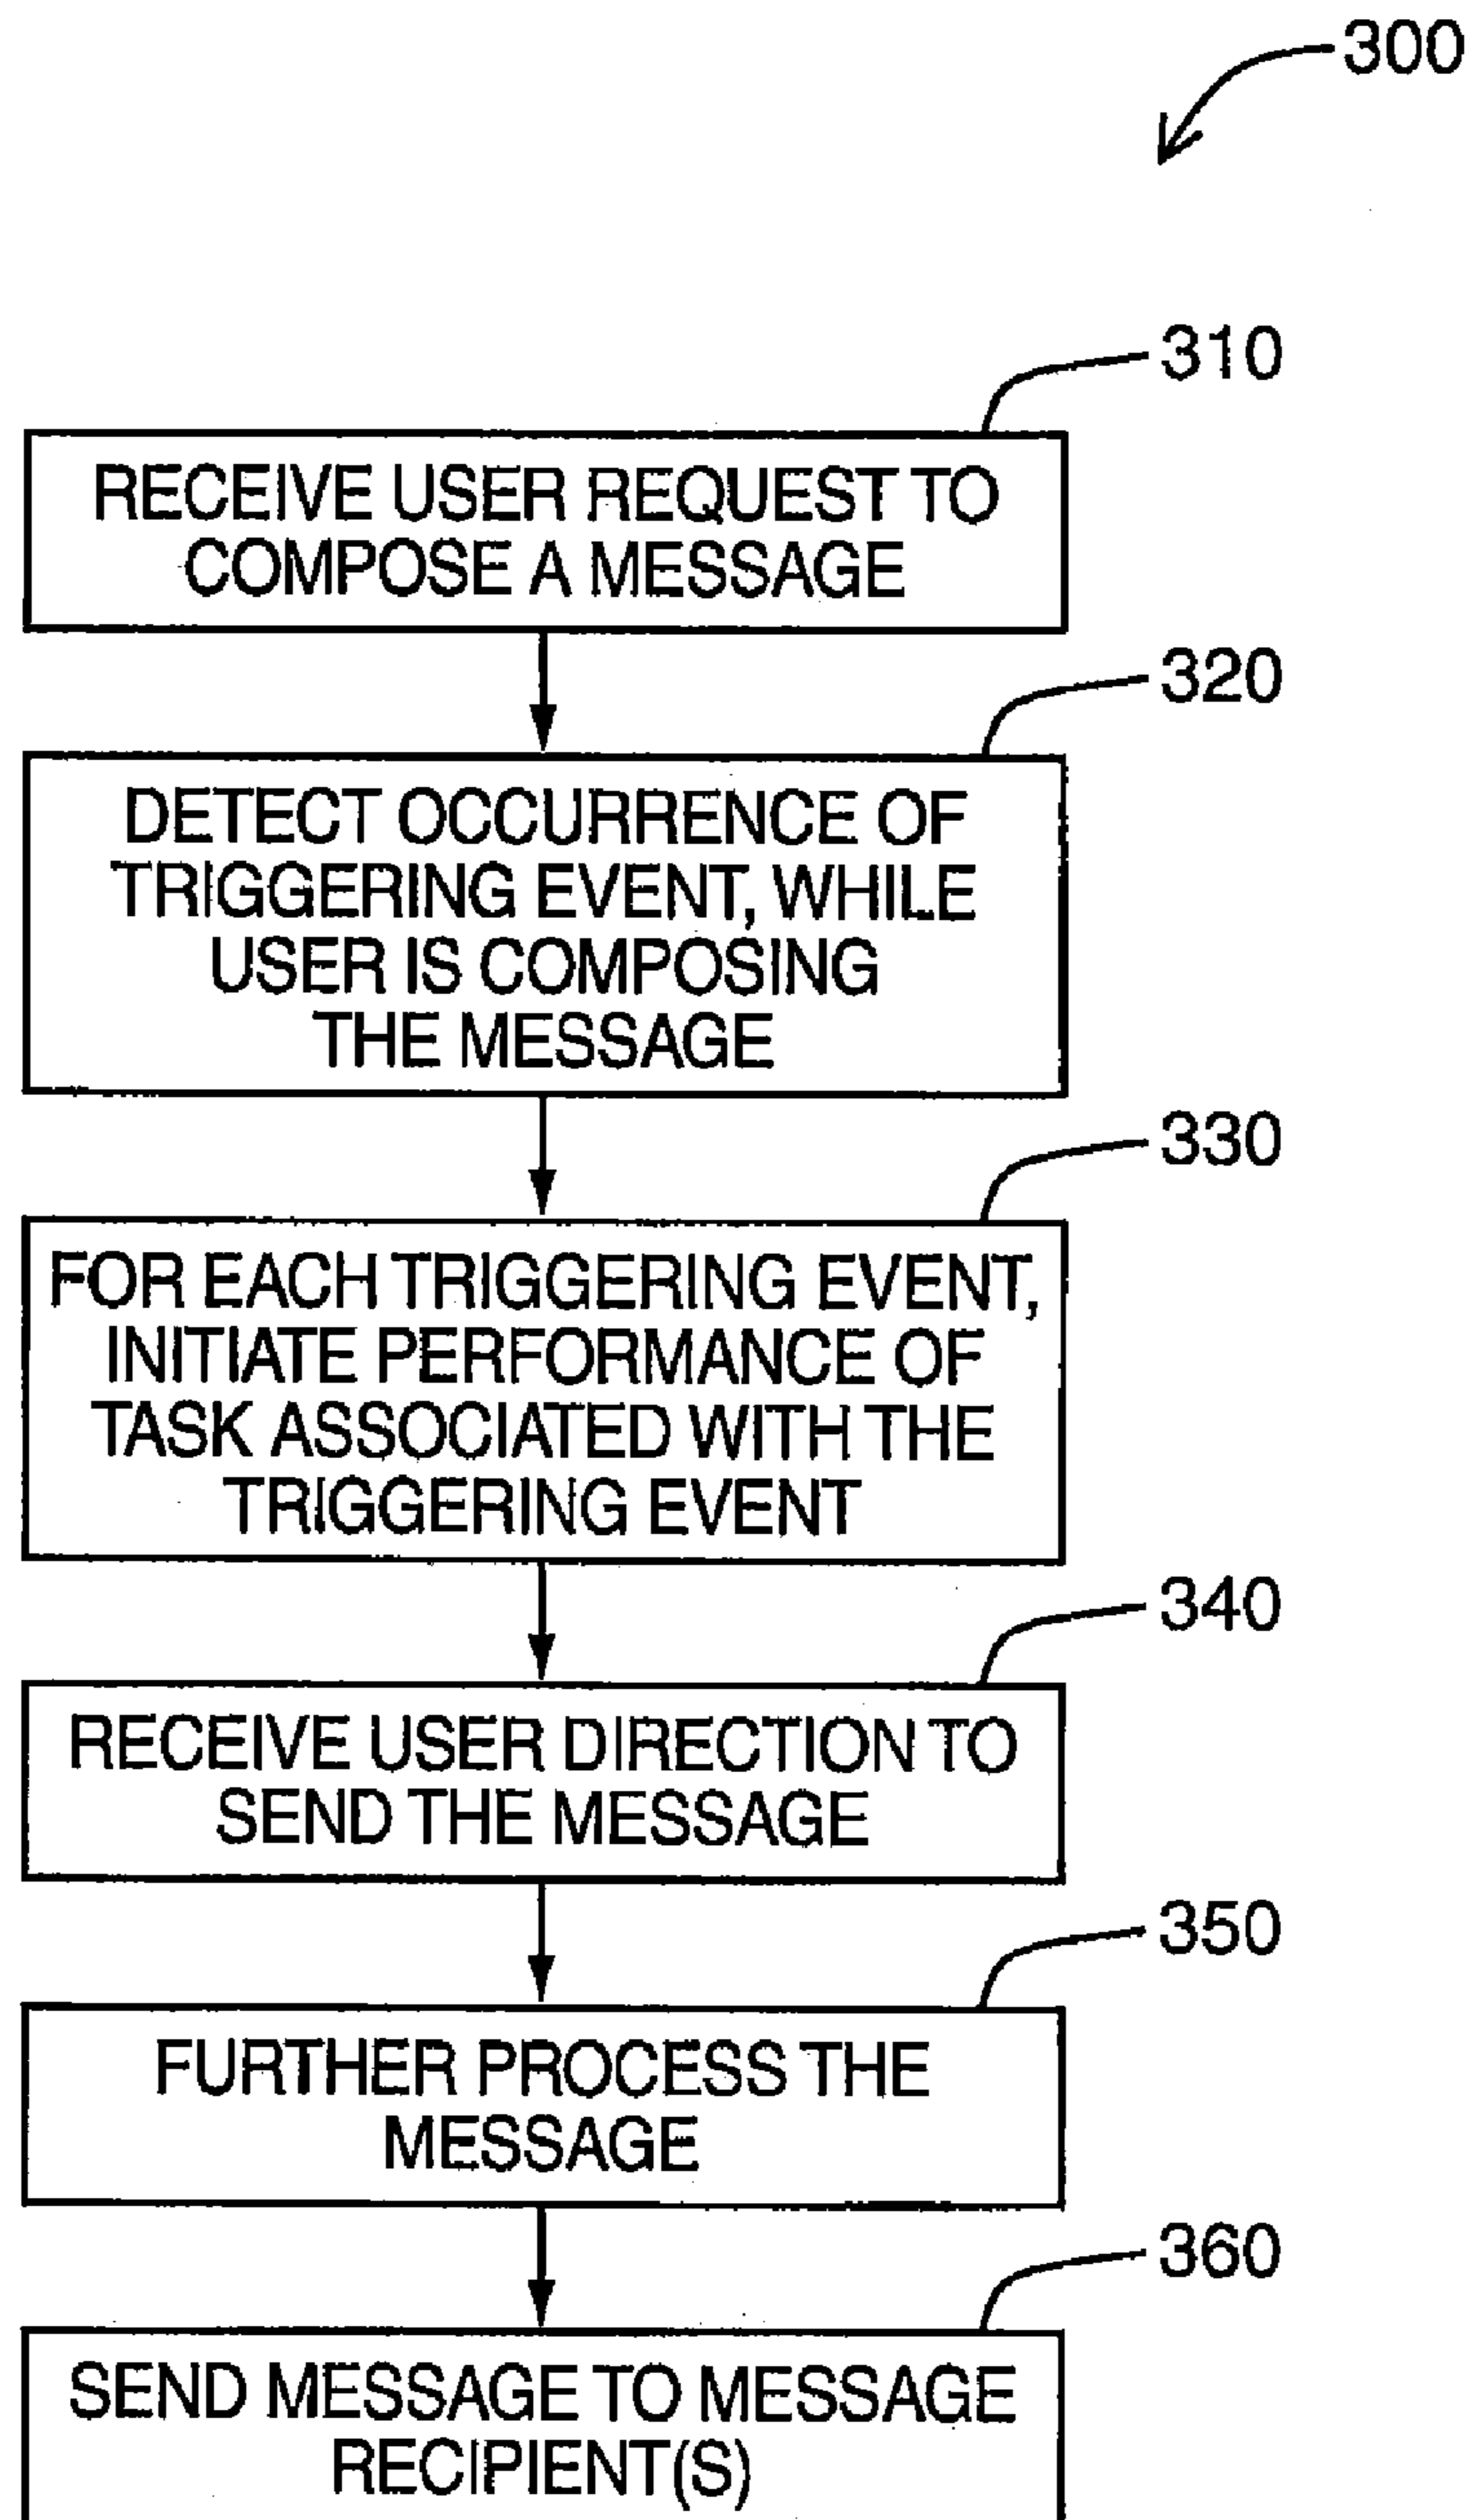 300
310
RECEIVE USER REQUEST TO
COMPOSE A MESSAGE
320
DETECT OCCURRENCE OF
TRIGGERING EVENT, WHILE
USER IS COMPOSING
THE MESSAGE
330
FOR EACH TRIGGERING EVENT,
INITIATE PERFORMANCE OF
TASK ASSOCIATED WITH THE
TRIGGERING EVENT
340
RECEIVE USER DIRECTION TO
SEND THE MESSAGE
350
FURTHER PROCESS THE
MESSAGE
360
SEND MESSAGE TO MESSAGE
RECIPIENT(S)